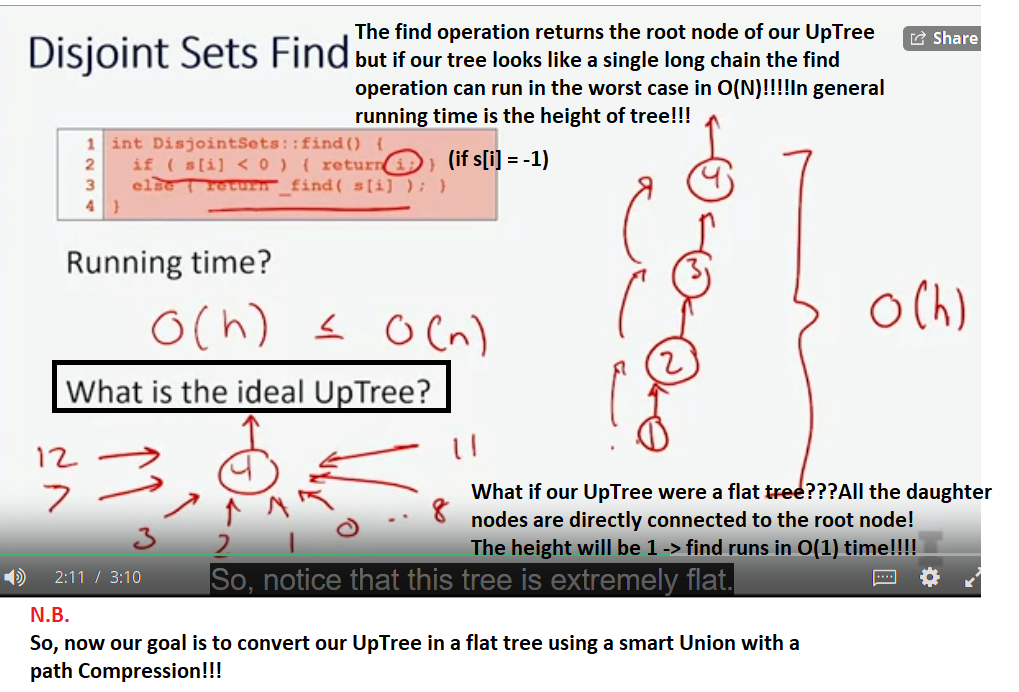 Disjoint Sets Find
The find operation returns the root node of our UpTree
but if our tree looks like a single long chain the find
operation can run in the worst case in O(N)!!!!In general
running time is the height of tree!!!
Share
1 int DisjointSets::find() {
2 if ( s[i] < 0 ) { return i; }
3 else { return _find( s[i] ); }
4 }
(if s[i] = -1)
4
3
2
1
O(h)
Running time?
O(h) ≤ O(n)
What is the ideal UpTree?
4
12
7
3
2
1
0
..
8
11
What if our UpTree were a flat tree???All the daughter
nodes are directly connected to the root node!
The height will be 1 -> find runs in O(1) time!!!!
2:11 / 3:10
So, notice that this tree is extremely flat.
N.B.
So, now our goal is to convert our UpTree in a flat tree using a smart Union with a
path Compression!!!